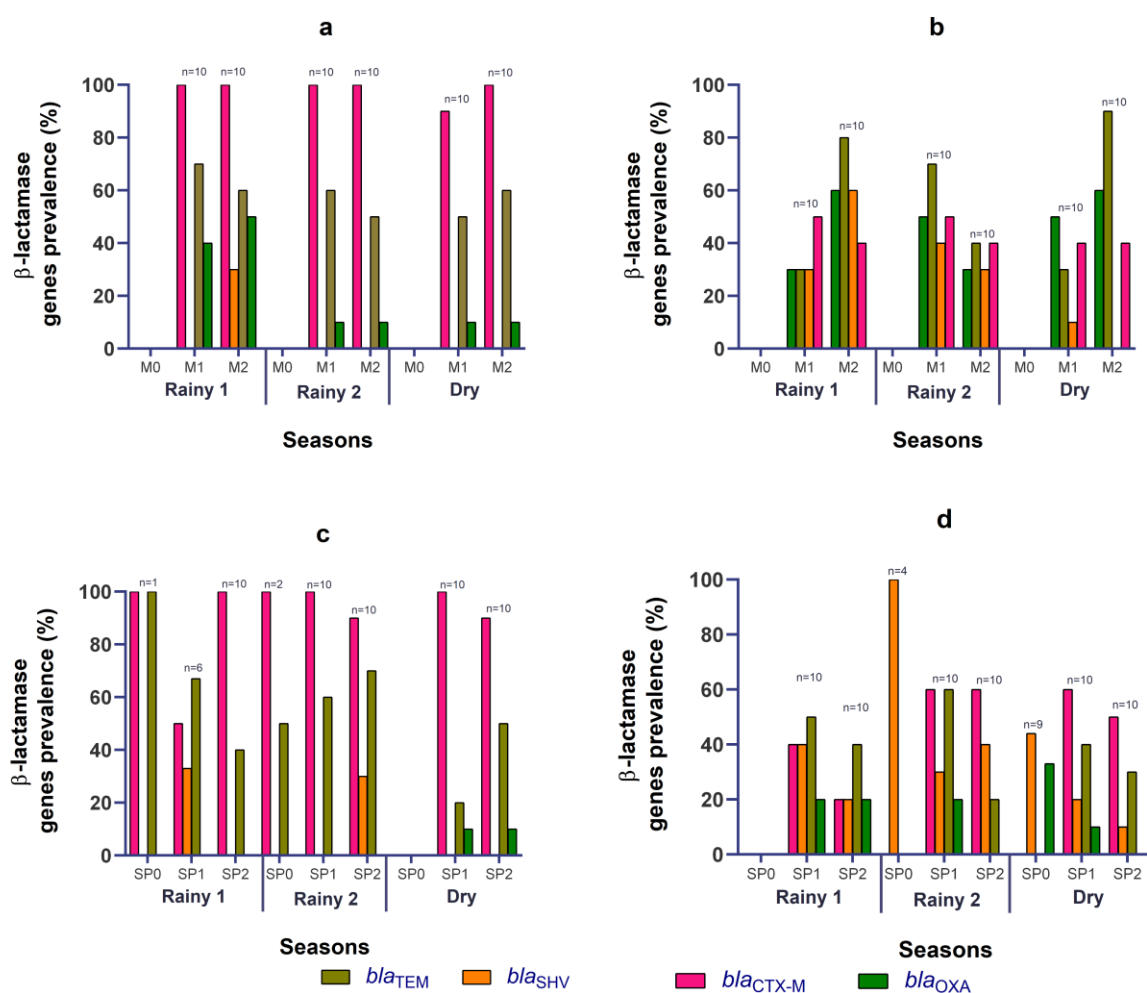 a
n=10 n=10 n=10 n=10 n=10 n=10
100
80
60
40
20
0
β-lactamase
genes prevalence (%)
M0 M1 M2 M0 M1 M2 M0 M1 M2
Rainy 1 Rainy 2 Dry
Seasons
b
n=10 n=10 n=10 n=10 n=10 n=10
100
80
60
40
20
0
β-lactamase
genes prevalence (%)
M0 M1 M2 M0 M1 M2 M0 M1 M2
Rainy 1 Rainy 2 Dry
Seasons
c
n=1 n=6 n=10 n=2 n=10 n=10 n=10 n=10
100
80
60
40
20
0
β-lactamase
genes prevalence (%)
SP0 SP1 SP2 SP0 SP1 SP2 SP0 SP1 SP2
Rainy 1 Rainy 2 Dry
Seasons
d
n=10 n=10 n=4 n=10 n=10 n=9 n=10 n=10
100
80
60
40
20
0
β-lactamase
genes prevalence (%)
SP0 SP1 SP2 SP0 SP1 SP2 SP0 SP1 SP2
Rainy 1 Rainy 2 Dry
Seasons
blaTEM blaSHV blaCTX-M blaOXA